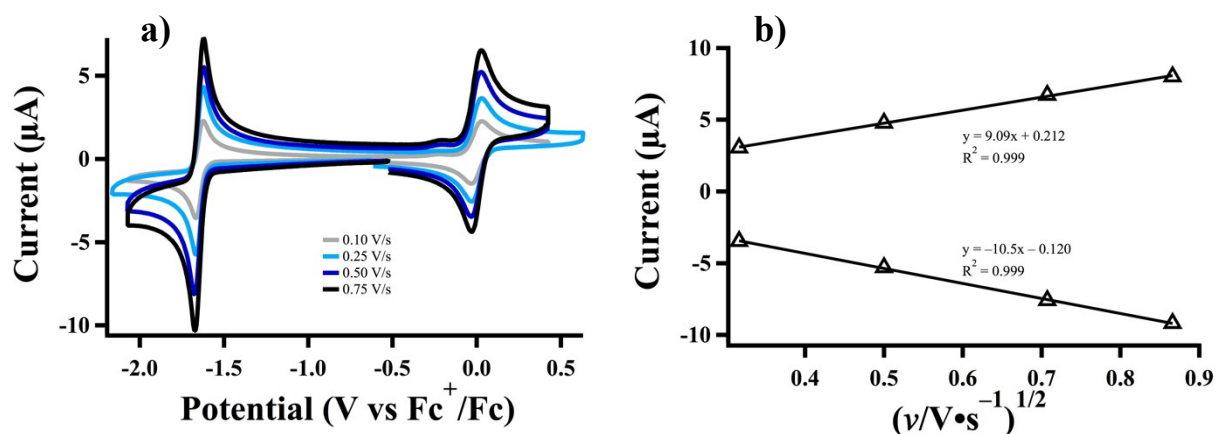 a)
Current (µA)
5
0
-5
-10
0.10 V/s
0.25 V/s
0.50 V/s
0.75 V/s
-2.0 -1.5 -1.0 -0.5 0.0 0.5
Potential (V vs Fc⁺/Fc)
b)
Current (µA)
10
5
0
-5
-10
y = 9.09x + 0.212
R² = 0.999
y = −10.5x – 0.120
R² = 0.999
0.4 0.5 0.6 0.7 0.8 0.9
(ν/V•s⁻¹)¹/²